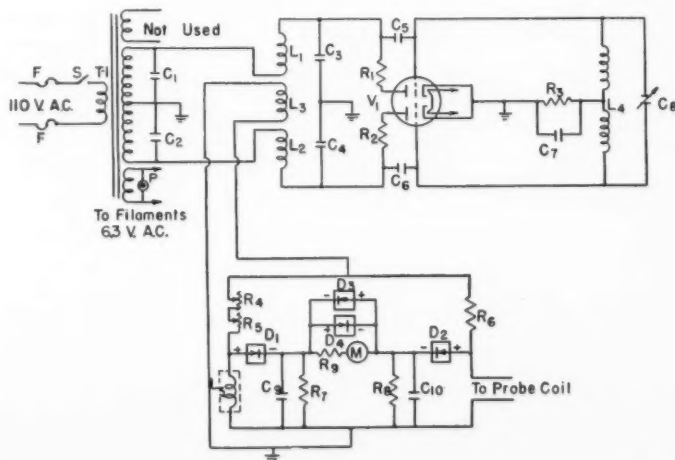 Not Used
F
S
T-1
110 V. A.C.
F
C1
C2
P
To Filaments
6.3 V. A.C.
L1
L3
L2
C3
C4
C5
R1
V1
R2
C6
R3
C7
L4
C8
R4
R5
D1
D3
D4
R9
M
D2
R6
C9
R7
R8
C10
To Probe Coil